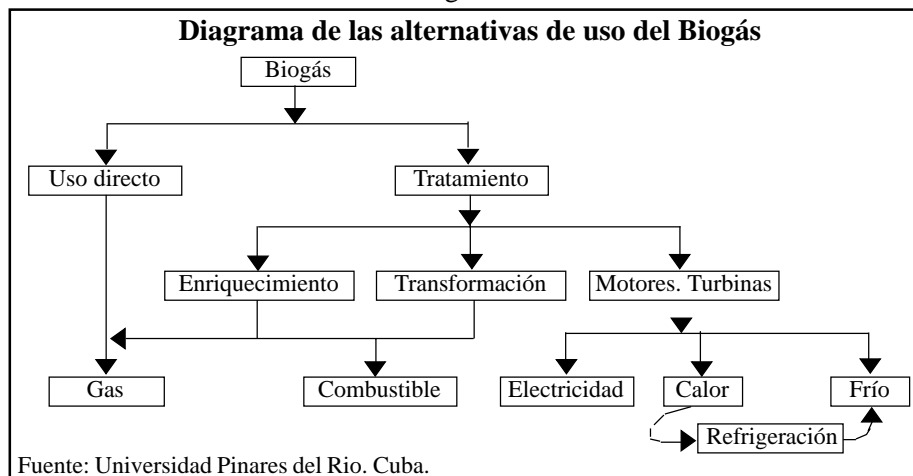 Diagrama de las alternativas de uso del Biogás
Biogás
Uso directo
Tratamiento
Enriquecimiento
Transformación
Motores. Turbinas
Gas
Combustible
Electricidad
Calor
Frío
Refrigeración
Fuente: Universidad Pinares del Rio. Cuba.